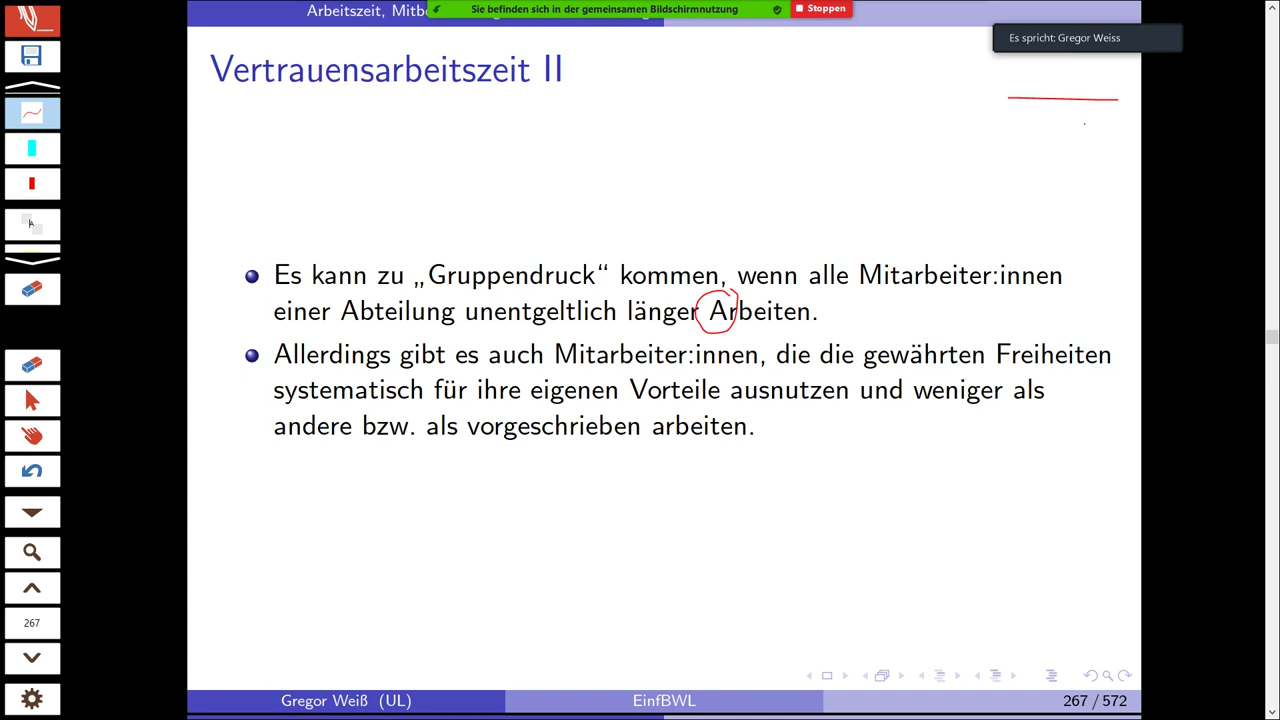 Arbeitszeit, Mitb
Sie befinden sich in der gemeinsamen Bildschirmnutzung
Stoppen
Es spricht: Gregor Weiss
Vertrauensarbeitszeit II
Es kann zu „Gruppendruck“ kommen, wenn alle Mitarbeiter:innen
einer Abteilung unentgeltlich länger Arbeiten.
Allerdings gibt es auch Mitarbeiter:innen, die die gewährten Freiheiten
systematisch für ihre eigenen Vorteile ausnutzen und weniger als
andere bzw. als vorgeschrieben arbeiten.
267
Gregor Weiß (UL)
EinfBWL
267 / 572